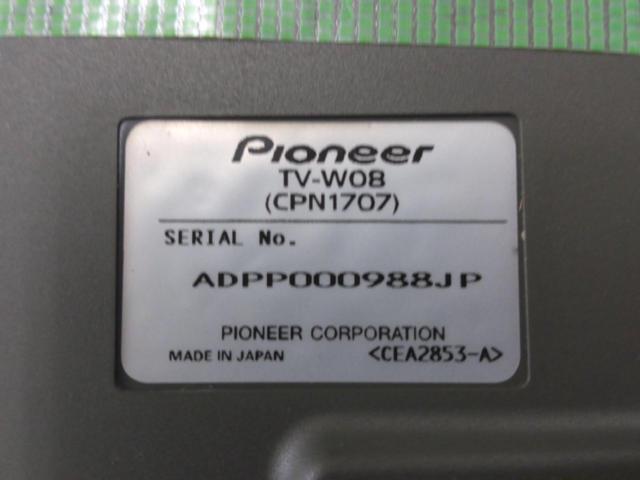 Pioneer
TV-W08
(CPN1707)
SERIAL No.
ADPP000988JP
PIONEER CORPORATION
MADE IN JAPAN <CEA2853-A>